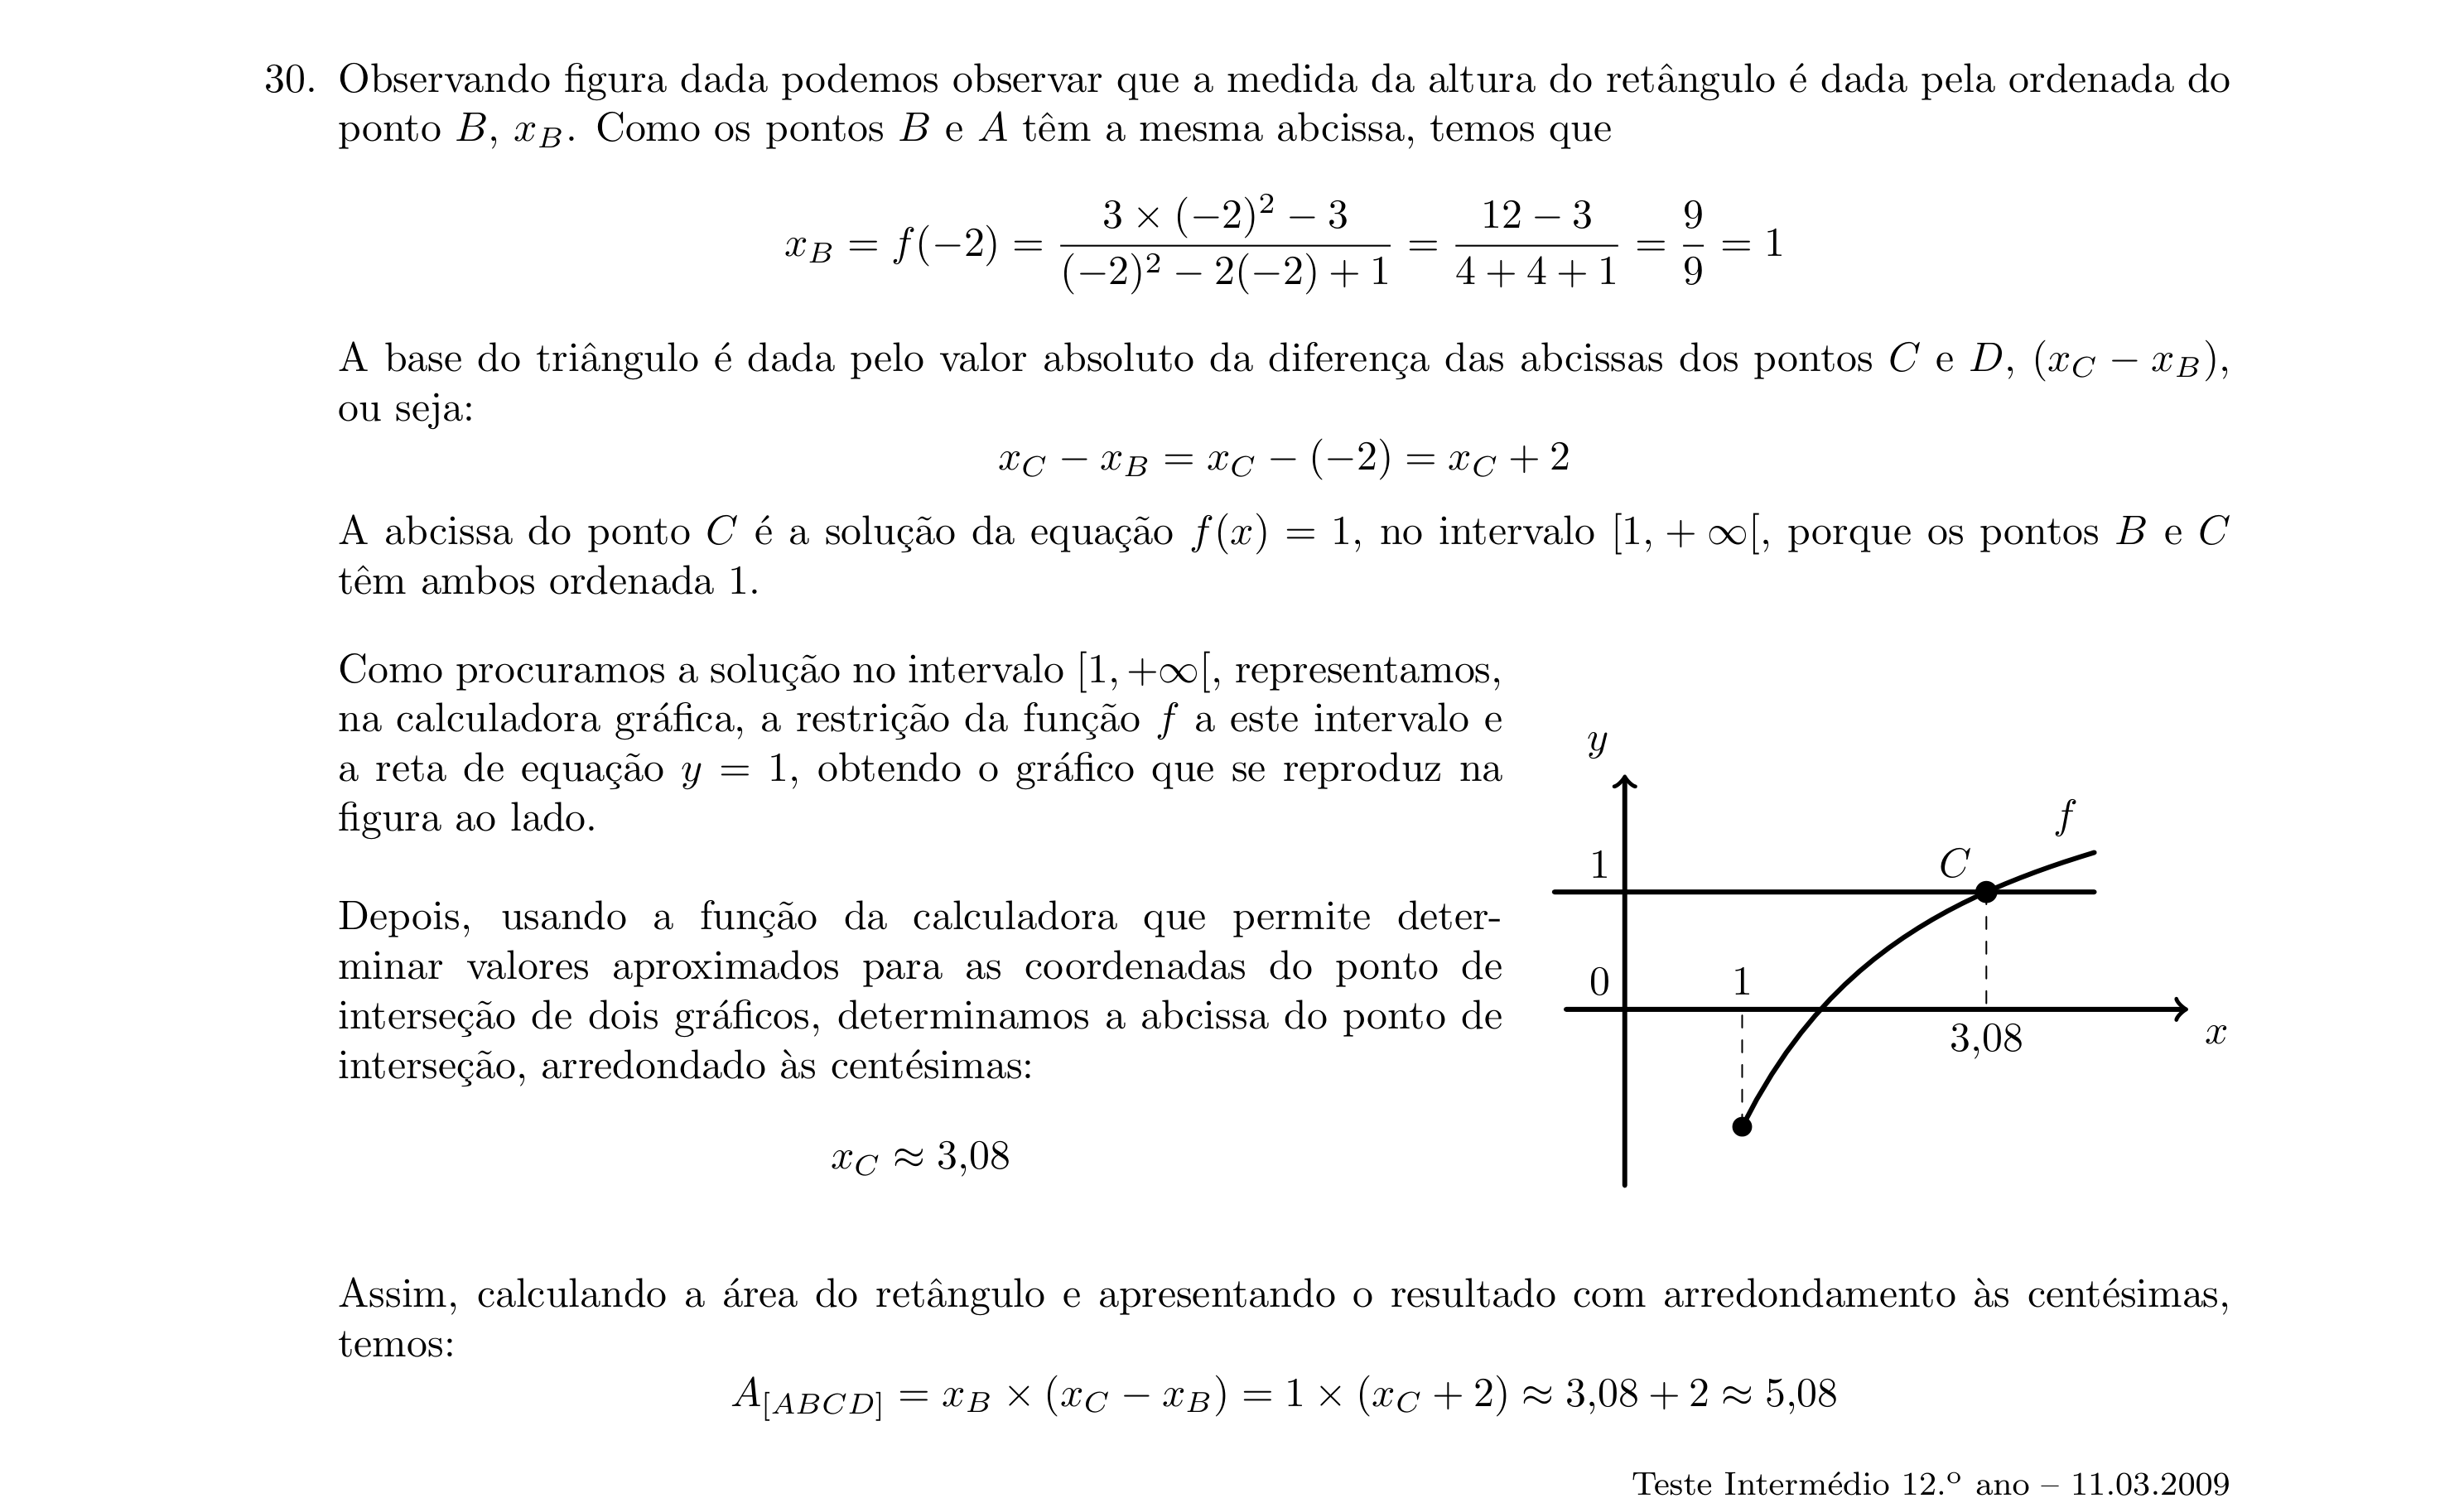 30. Observando figura dada podemos observar que a medida da altura do retângulo é dada pela ordenada do
ponto B, x_B. Como os pontos B e A têm a mesma abcissa, temos que
x_B = f(−2) = \frac{3 × (−2)^2 − 3}{(−2)^2 − 2(−2) + 1} = \frac{12 − 3}{4 + 4 + 1} = \frac{9}{9} = 1
A base do triângulo é dada pelo valor absoluto da diferença das abcissas dos pontos C e D, (x_C − x_B),
ou seja:
x_C − x_B = x_C − (−2) = x_C + 2
A abcissa do ponto C é a solução da equação f(x) = 1, no intervalo [1, + ∞[, porque os pontos B e C
têm ambos ordenada 1.
Como procuramos a solução no intervalo [1, +∞[, representamos,
na calculadora gráfica, a restrição da função f a este intervalo e
a reta de equação y = 1, obtendo o gráfico que se reproduz na
figura ao lado.
Depois, usando a função da calculadora que permite deter-
minar valores aproximados para as coordenadas do ponto de
interseção de dois gráficos, determinamos a abcissa do ponto de
interseção, arredondado às centésimas:
x_C ≈ 3,08
y
f
1
C
0
1
3,08
x
Assim, calculando a área do retângulo e apresentando o resultado com arredondamento às centésimas,
temos:
A_{[ABCD]} = x_B × (x_C − x_B) = 1 × (x_C + 2) ≈ 3,08 + 2 ≈ 5,08
Teste Intermédio 12.º ano – 11.03.2009